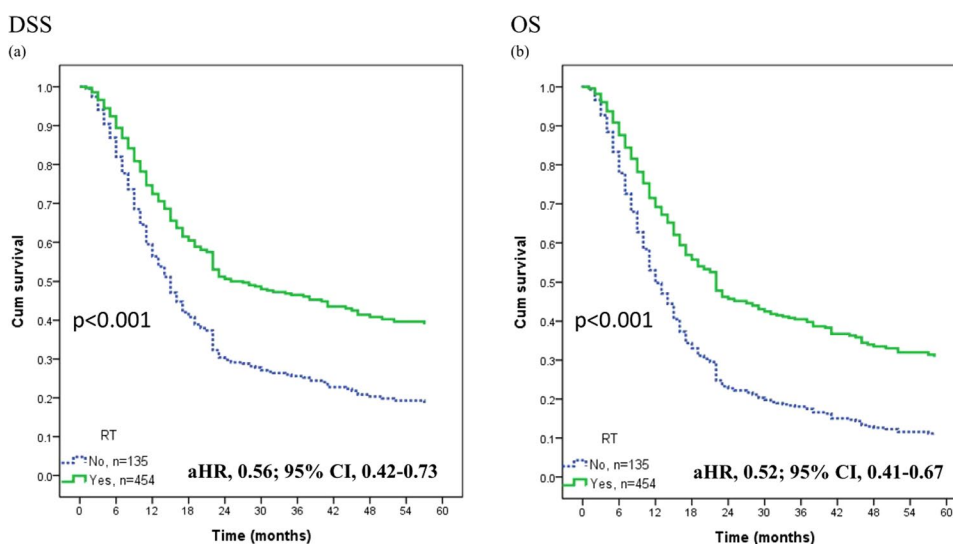 DSS
(a)
Cum survival
1.0
0.9
0.8
0.7
0.6
0.5
0.4
0.3
0.2
0.1
0.0
p<0.001
RT
No, n=135
Yes, n=454
aHR, 0.56; 95% CI, 0.42-0.73
0 6 12 18 24 30 36 42 48 54 60
Time (months)
OS
(b)
Cum survival
1.0
0.9
0.8
0.7
0.6
0.5
0.4
0.3
0.2
0.1
0.0
p<0.001
RT
No, n=135
Yes, n=454
aHR, 0.52; 95% CI, 0.41-0.67
0 6 12 18 24 30 36 42 48 54 60
Time (months)